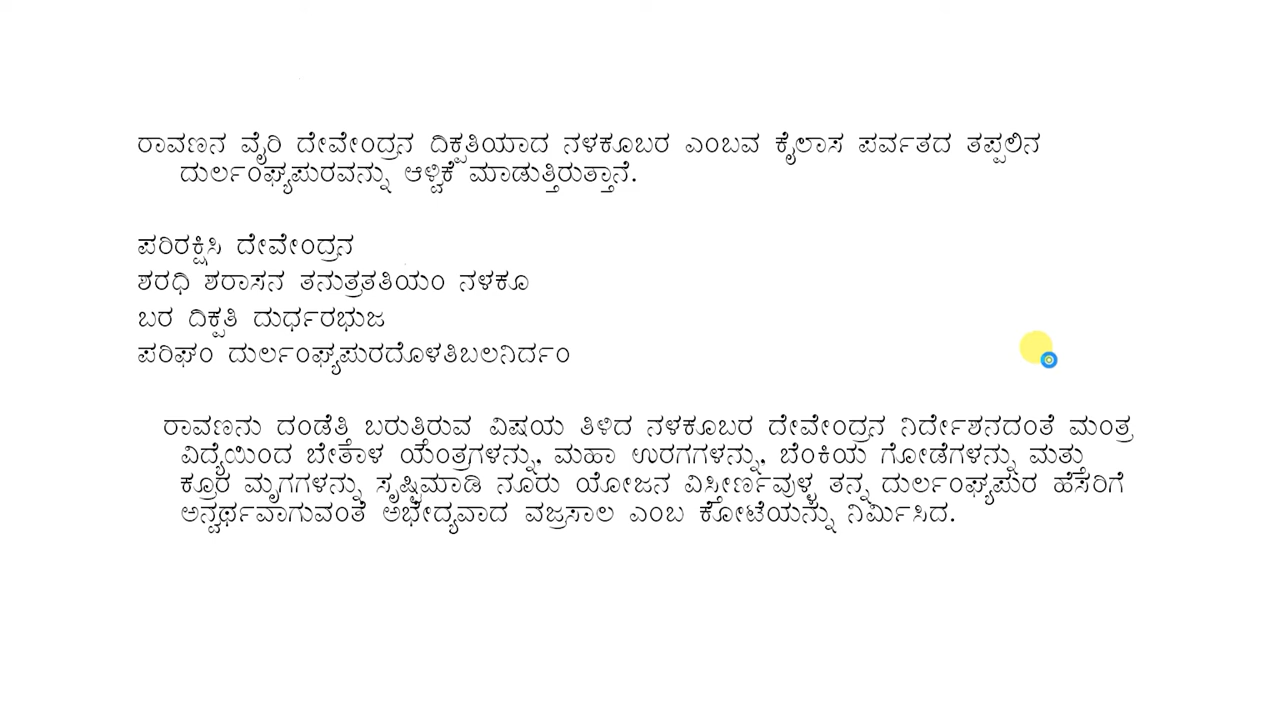 ರಾವಣನ ವೈರಿ ದೇವೇಂದ್ರನ ದಿಕ್ಪತಿಯಾದ ನಳಕೂಬರ ಎಂಬವ ಕೈಲಾಸ ಪರ್ವತದ ತಪ್ಪಲಿನ
ದುರ್ಲಂಘ್ಯಪುರವನ್ನು ಆಳ್ವಿಕೆ ಮಾಡುತ್ತಿರುತ್ತಾನೆ.
ಪರಿರಕ್ಷಿಸಿ ದೇವೇಂದ್ರನ
ಶರಧಿ ಶರಾಸನ ತನುತ್ರತತಿಯಂ ನಳಕೂ
ಬರ ದಿಕ್ಪತಿ ದುರ್ಧರಭುಜ
ಪರಿಘಂ ದುರ್ಲಂಘ್ಯಪುರದೊಳತಿಬಲನಿರ್ದಂ
ರಾವಣನು ದಂಡೆತ್ತಿ ಬರುತ್ತಿರುವ ವಿಷಯ ತಿಳಿದ ನಳಕೂಬರ ದೇವೇಂದ್ರನ ನಿರ್ದೇಶನದಂತೆ ಮಂತ್ರ
ವಿದ್ಯೆಯಿಂದ ಬೇತಾಳ ಯಂತ್ರಗಳನ್ನು, ಮಹಾ ಉರಗಗಳನ್ನು, ಬೆಂಕಿಯ ಗೋಡೆಗಳನ್ನು ಮತ್ತು
ಕ್ರೂರ ಮೃಗಗಳನ್ನು ಸೃಷ್ಟಿಮಾಡಿ ನೂರು ಯೋಜನ ವಿಸ್ತೀರ್ಣವುಳ್ಳ ತನ್ನ ದುರ್ಲಂಘ್ಯಪುರ ಹೆಸರಿಗೆ
ಅನ್ವರ್ಥವಾಗುವಂತೆ ಅಭೇದ್ಯವಾದ ವಜ್ರಸಾಲ ಎಂಬ ಕೋಟೆಯನ್ನು ನಿರ್ಮಿಸಿದ.